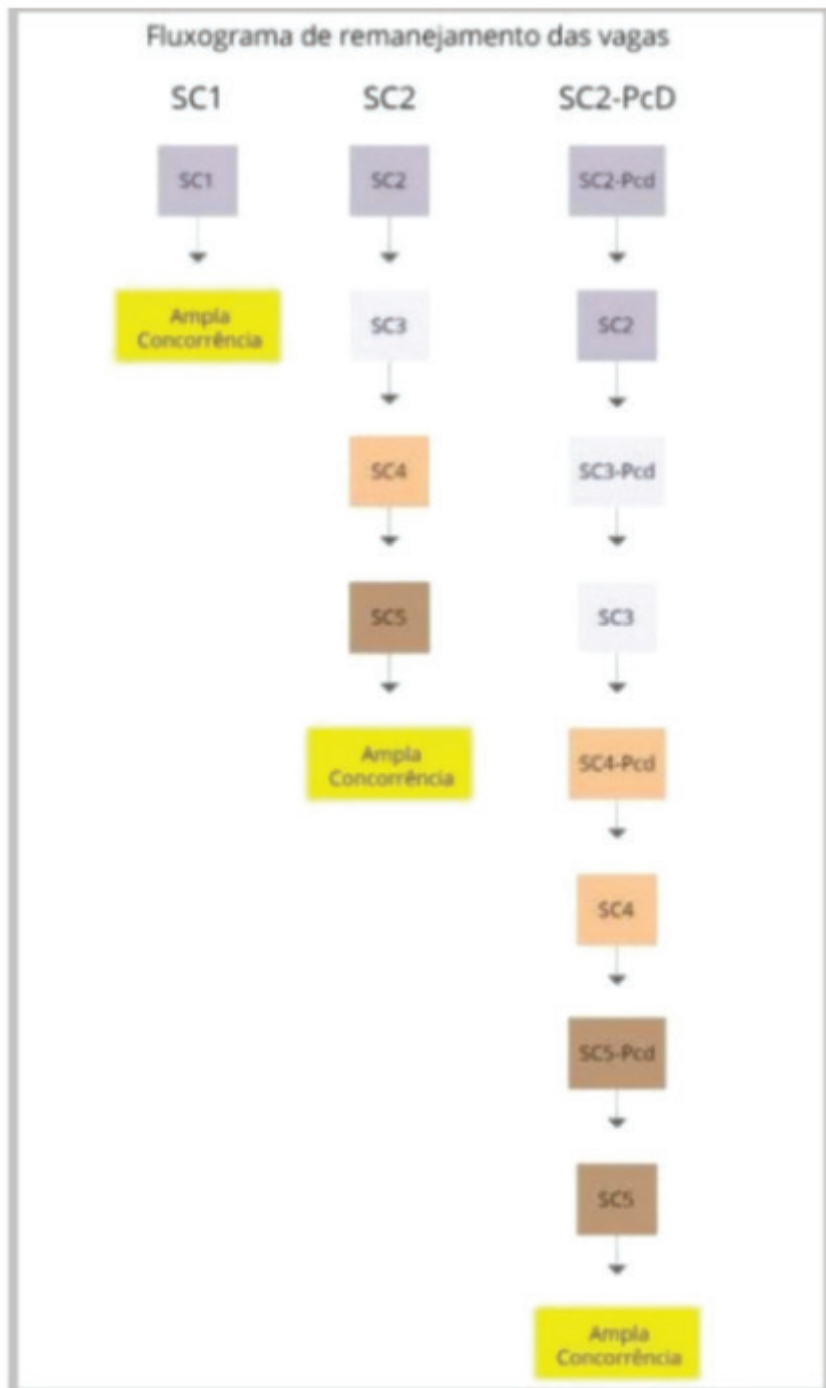 Fluxograma de remanejamento das vagas
SC1
SC2
SC2-PcD
SC1
SC2
SC2-Pcd
Ampla
Concorrência
SC3
SC2
SC4
SC3-Pcd
SC5
SC3
Ampla
Concorrência
SC4-Pcd
SC4
SC5-Pcd
SC5
Ampla
Concorrência